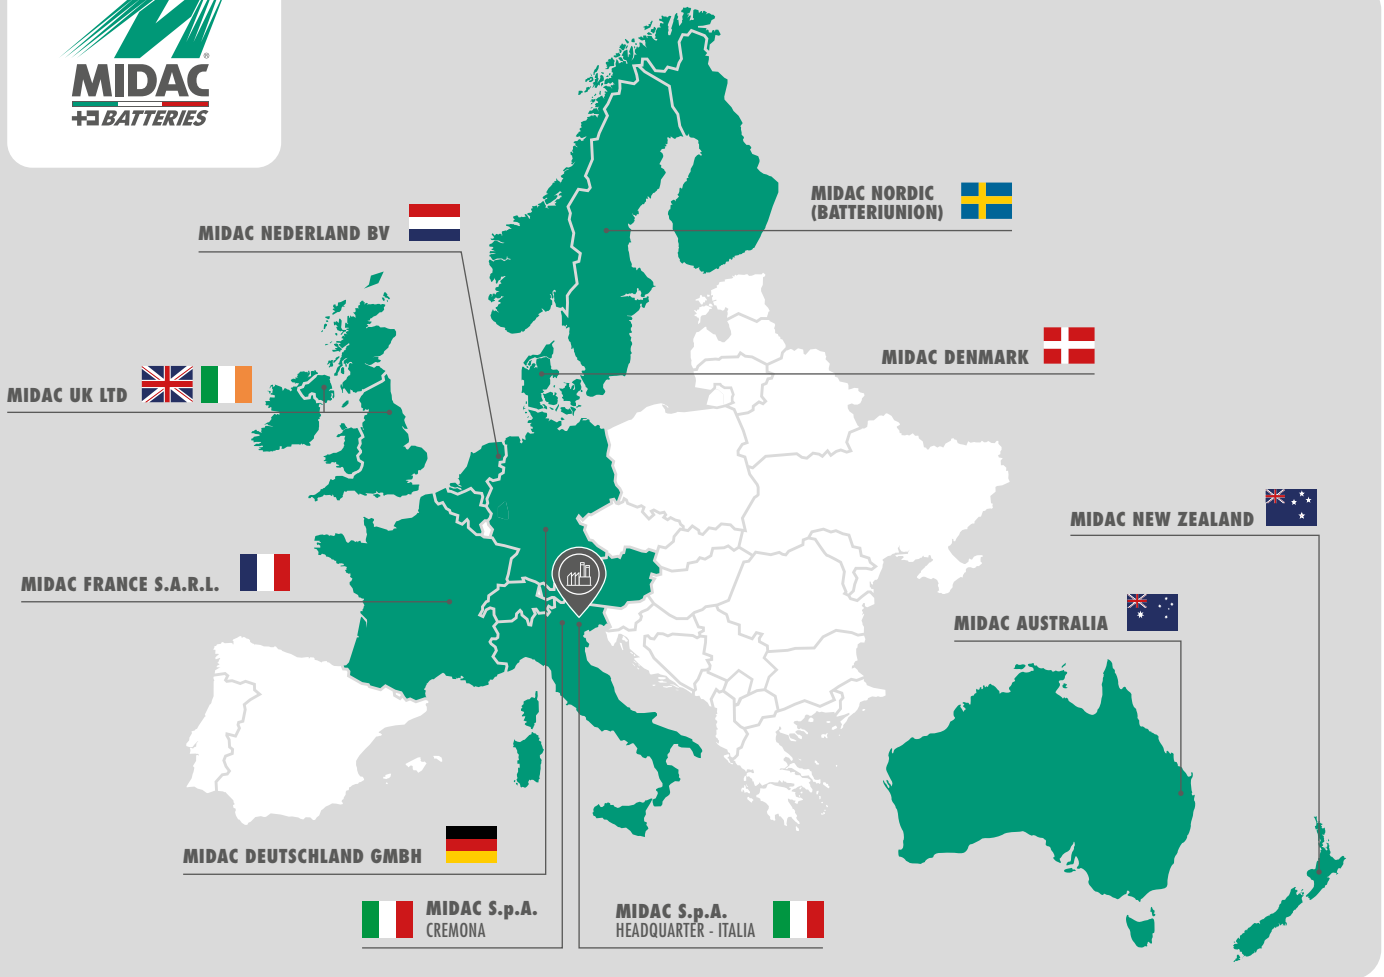 MIDAC
BATTERIES
MIDAC NORDIC
(BATTERIUNION)
MIDAC NEDERLAND BV
MIDAC DENMARK
MIDAC UK LTD
MIDAC NEW ZEALAND
MIDAC FRANCE S.A.R.L.
MIDAC AUSTRALIA
MIDAC DEUTSCHLAND GMBH
MIDAC S.p.A.
CREMONA
MIDAC S.p.A.
HEADQUARTER - ITALIA